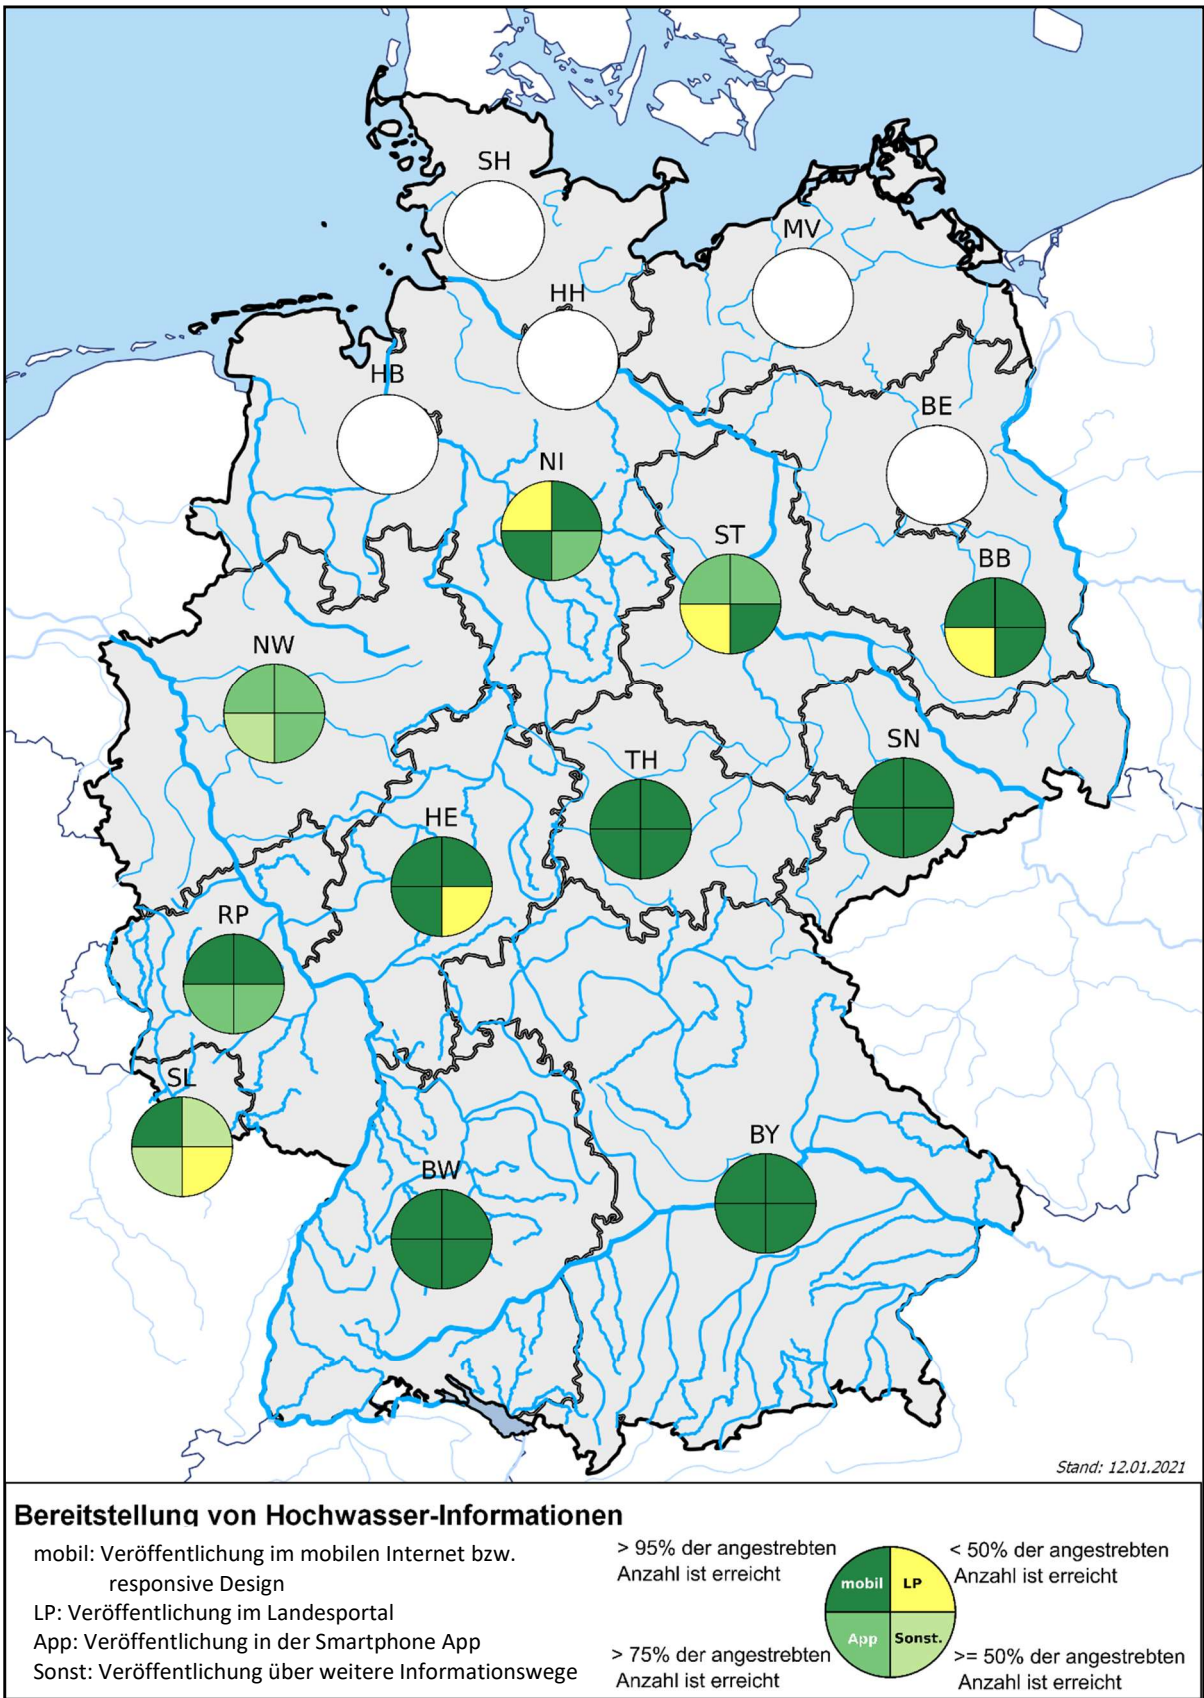 SH
MV
HH
HB
BE
NI
ST
BB
NW
SN
TH
HE
RP
SL
BY
BW
Stand: 12.01.2021
Bereitstellung von Hochwasser-Informationen
mobil: Veröffentlichung im mobilen Internet bzw.
responsive Design
LP: Veröffentlichung im Landesportal
App: Veröffentlichung in der Smartphone App
Sonst: Veröffentlichung über weitere Informationswege
> 95% der angestrebten
Anzahl ist erreicht
< 50% der angestrebten
Anzahl ist erreicht
mobil
LP
App
Sonst.
> 75% der angestrebten
Anzahl ist erreicht
>= 50% der angestrebten
Anzahl ist erreicht